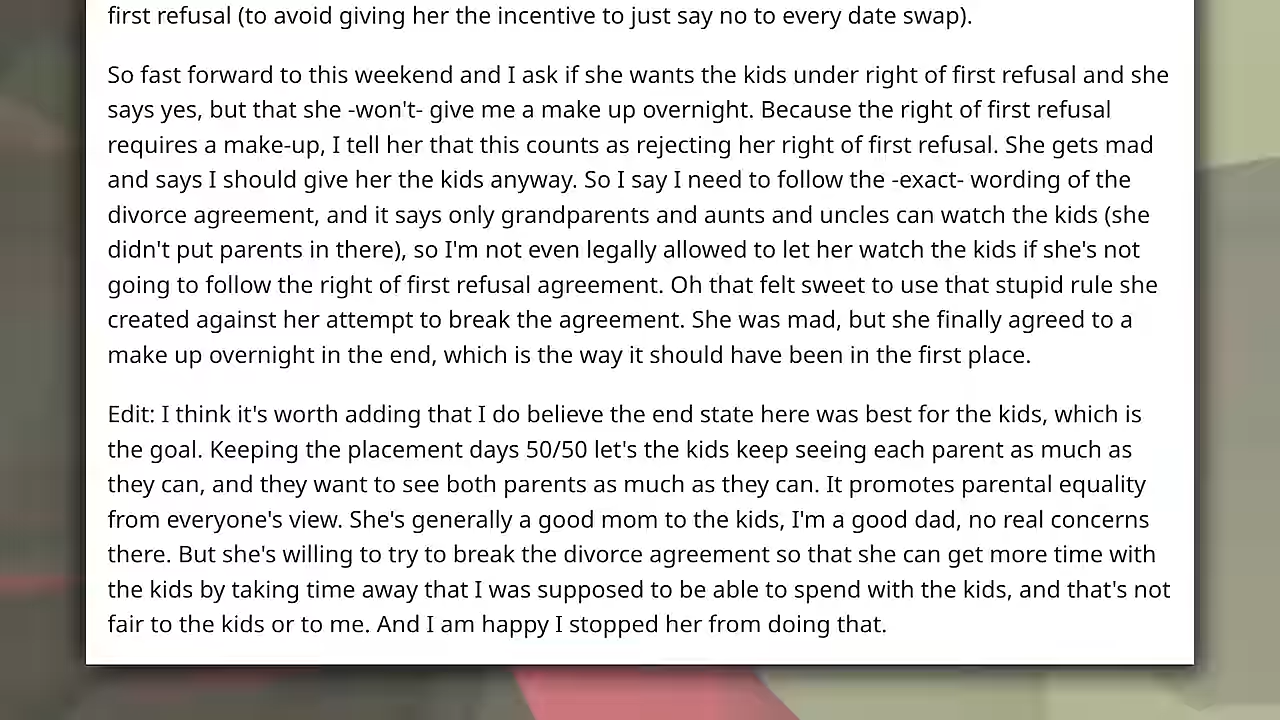 first refusal (to avoid giving her the incentive to just say no to every date swap).
So fast forward to this weekend and I ask if she wants the kids under right of first refusal and she
says yes, but that she -won't- give me a make up overnight. Because the right of first refusal
requires a make-up, I tell her that this counts as rejecting her right of first refusal. She gets mad
and says I should give her the kids anyway. So I say I need to follow the -exact- wording of the
divorce agreement, and it says only grandparents and aunts and uncles can watch the kids (she
didn't put parents in there), so I'm not even legally allowed to let her watch the kids if she's not
going to follow the right of first refusal agreement. Oh that felt sweet to use that stupid rule she
created against her attempt to break the agreement. She was mad, but she finally agreed to a
make up overnight in the end, which is the way it should have been in the first place.
Edit: I think it's worth adding that I do believe the end state here was best for the kids, which is
the goal. Keeping the placement days 50/50 let's the kids keep seeing each parent as much as
they can, and they want to see both parents as much as they can. It promotes parental equality
from everyone's view. She's generally a good mom to the kids, I'm a good dad, no real concerns
there. But she's willing to try to break the divorce agreement so that she can get more time with
the kids by taking time away that I was supposed to be able to spend with the kids, and that's not
fair to the kids or to me. And I am happy I stopped her from doing that.